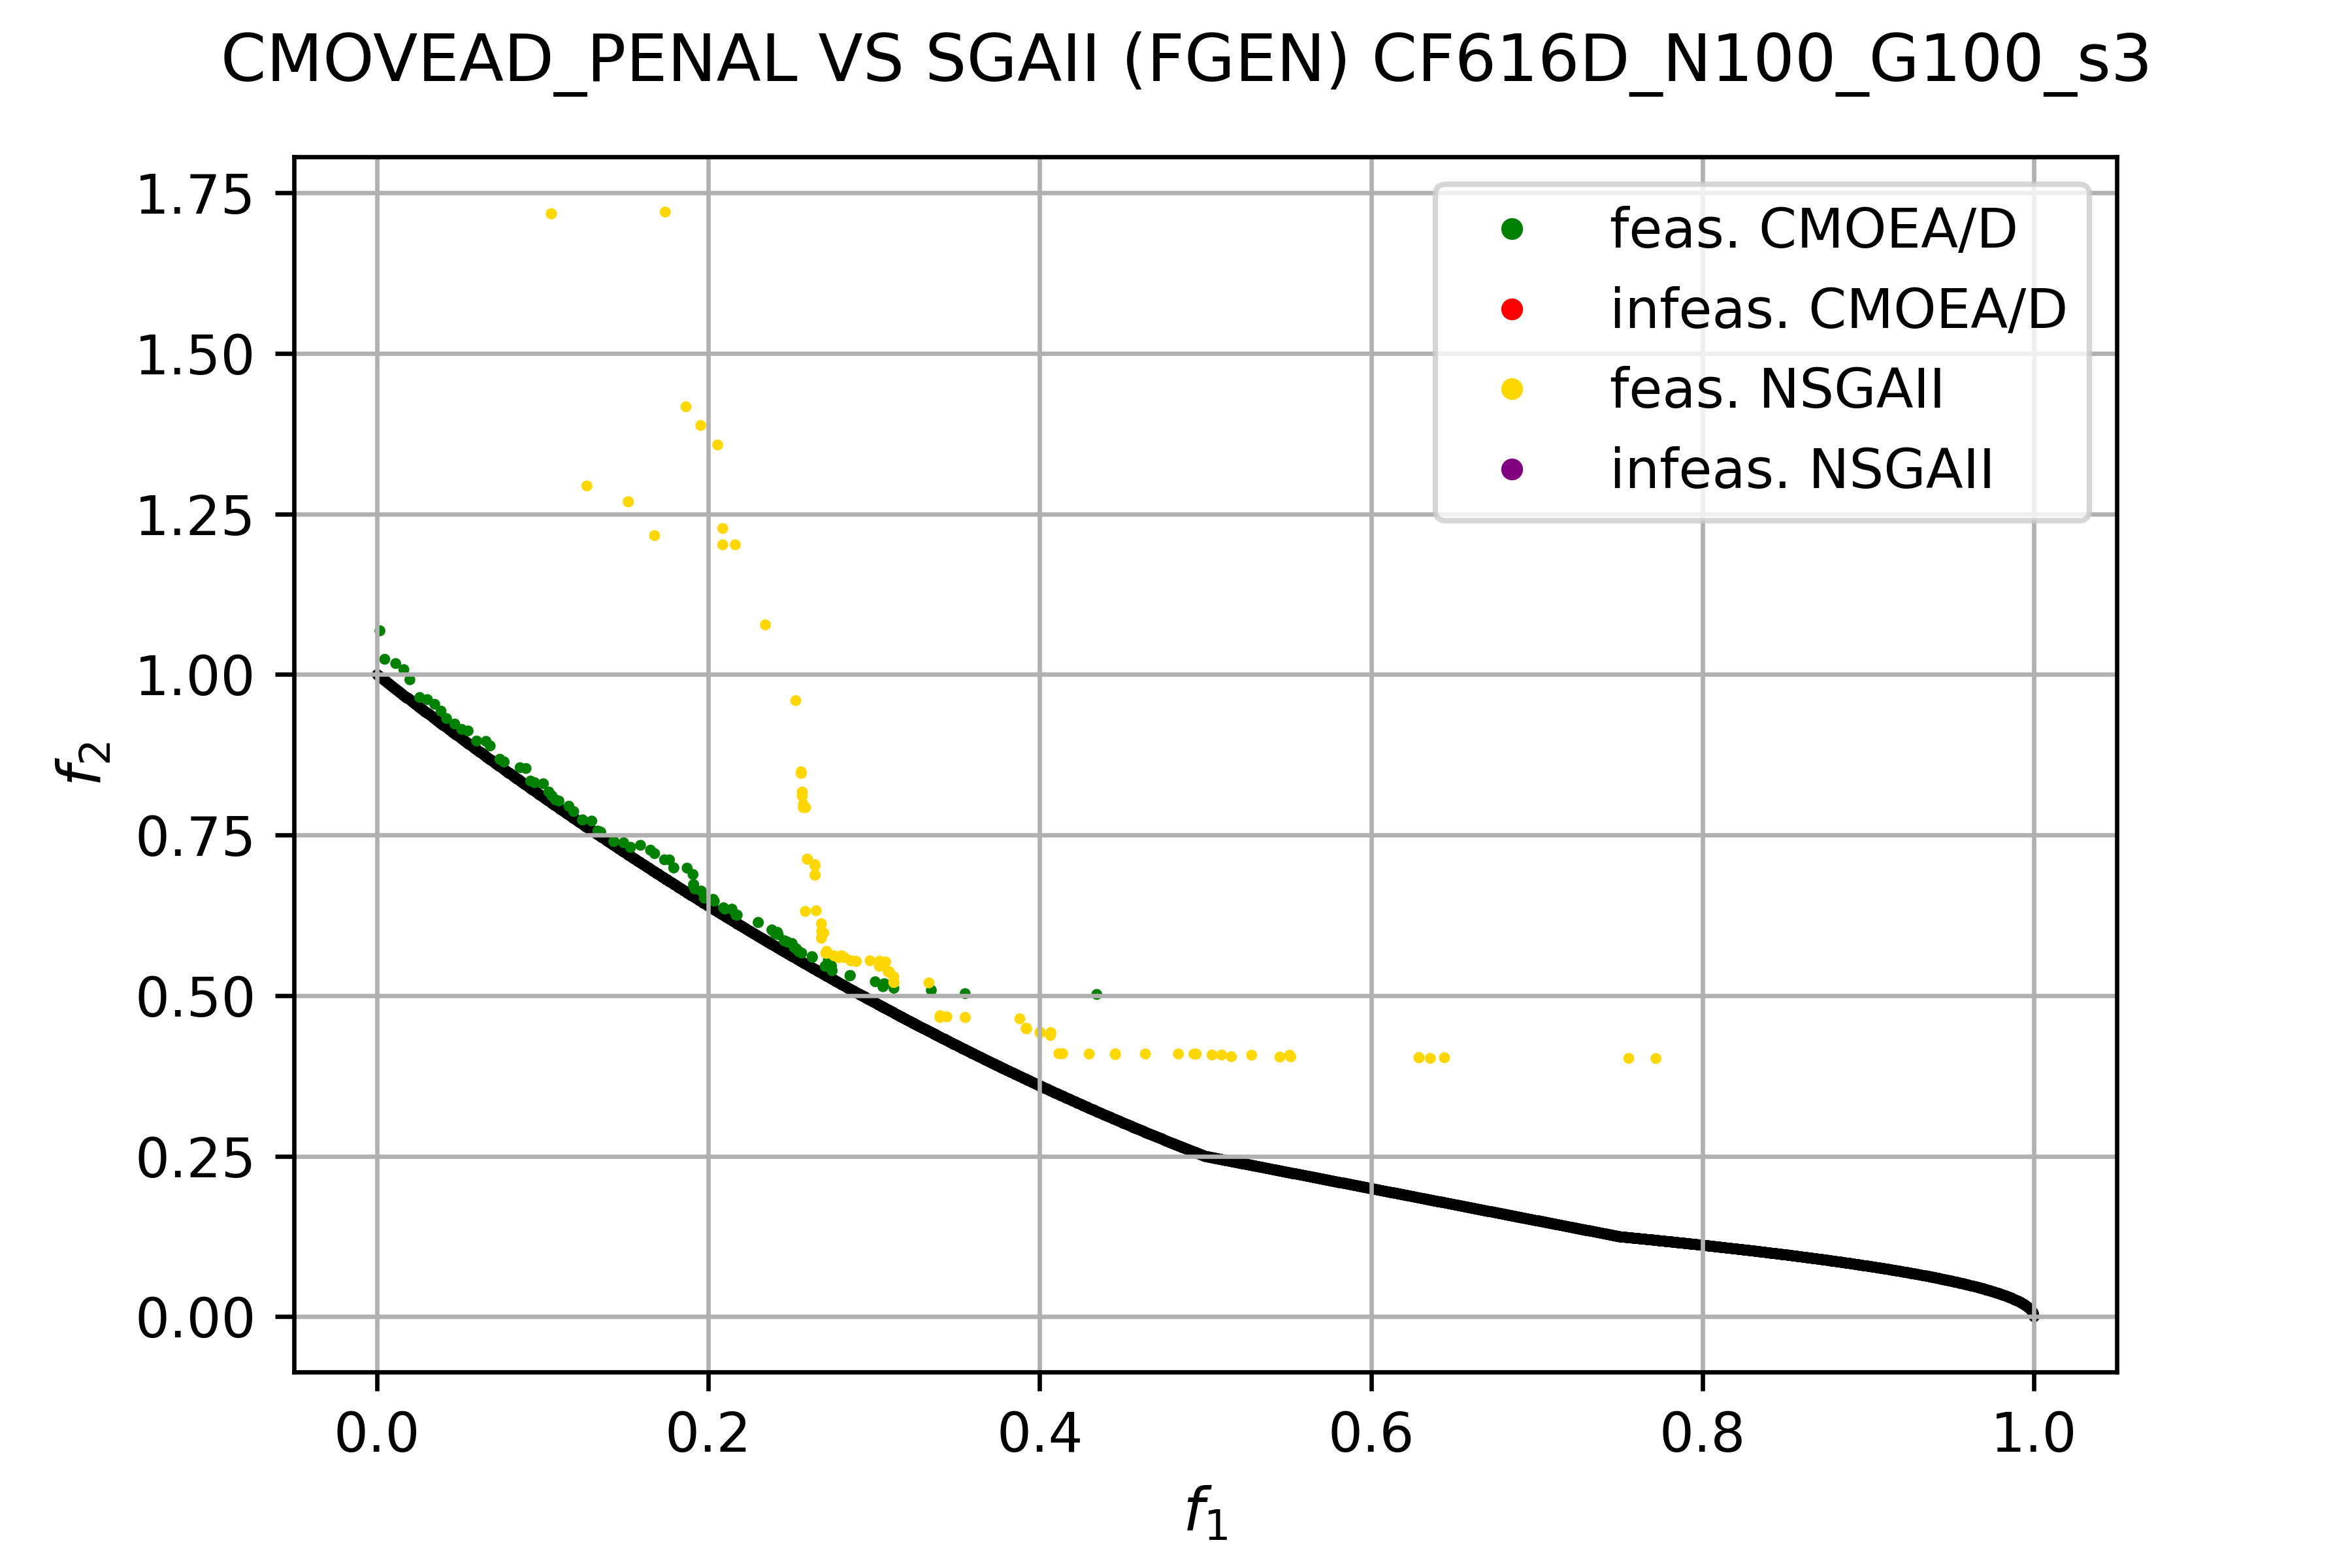 CMOVEAD_PENAL VS SGAII (FGEN) CF616D_N100_G100_s3
1.75
1.50
1.25
1.00
0.75
0.50
0.25
0.00
f2
feas. CMOEA/D
infeas. CMOEA/D
feas. NSGAII
infeas. NSGAII
0.0 0.2 0.4 0.6 0.8 1.0
f1